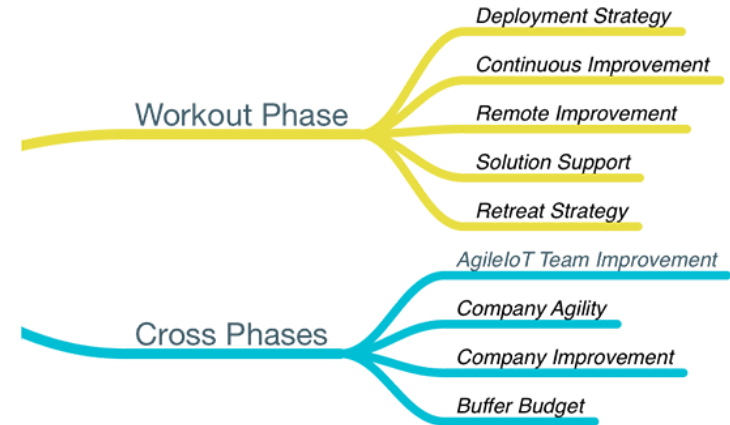 Deployment Strategy
Continuous Improvement
Workout Phase
Remote Improvement
Solution Support
Retreat Strategy
AgileIoT Team Improvement
Company Agility
Cross Phases
Company Improvement
Buffer Budget